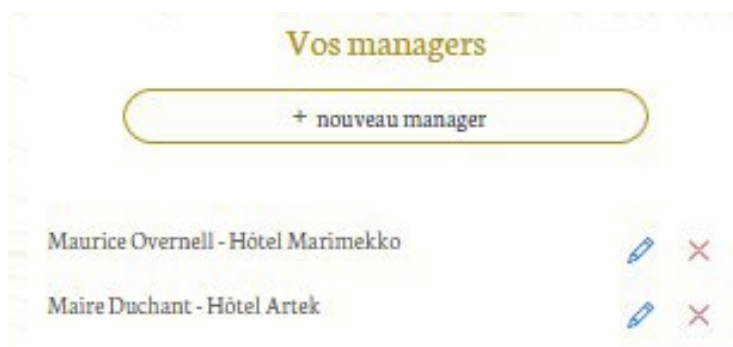 Vos managers
+ nouveau manager
Maurice Overnell - Hôtel Marimekko
Maire Duchant - Hôtel Artek